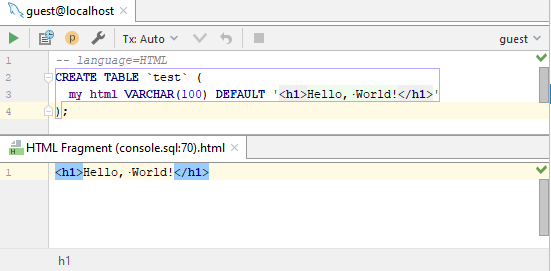 guest@localhost
Tx: Auto
guest
1 -- language=HTML
2 CREATE TABLE `test` (
3 my html VARCHAR(100) DEFAULT '<h1>Hello,·World!</h1>'
4 );
HTML Fragment (console.sql:70).html
1 <h1>Hello,·World!</h1>
h1